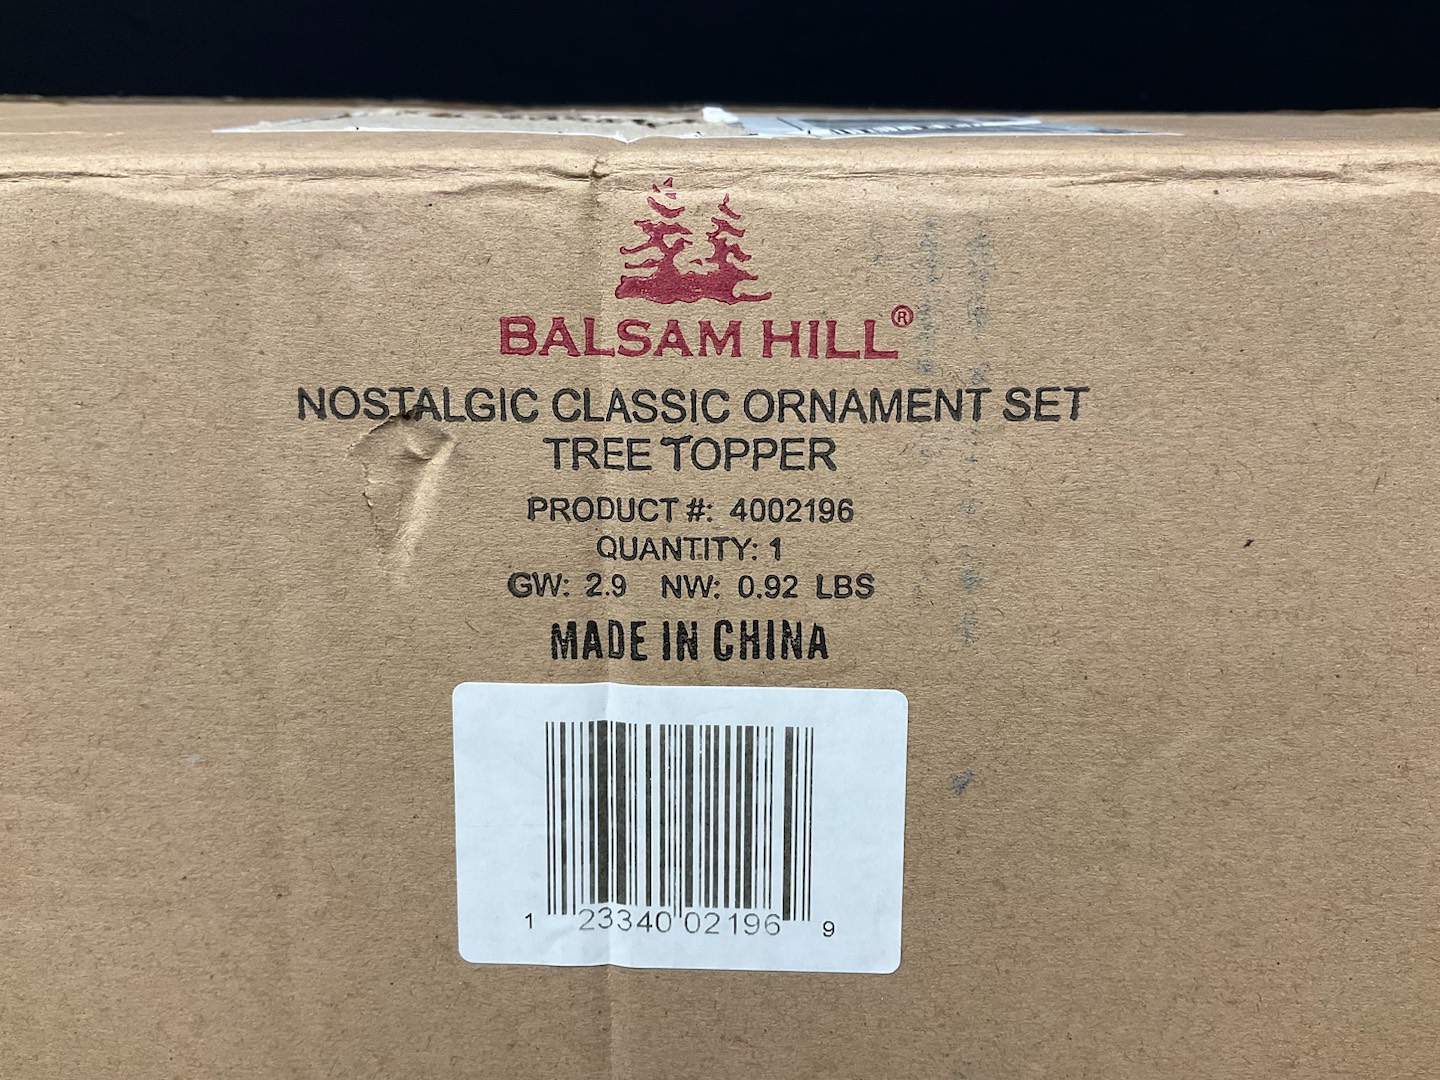 BALSAM HILL®
NOSTALGIC CLASSIC ORNAMENT SET
TREE TOPPER
PRODUCT #: 4002196
QUANTITY: 1
GW: 2.9 NW: 0.92 LBS
MADE IN CHINA
1 23340 02196 9